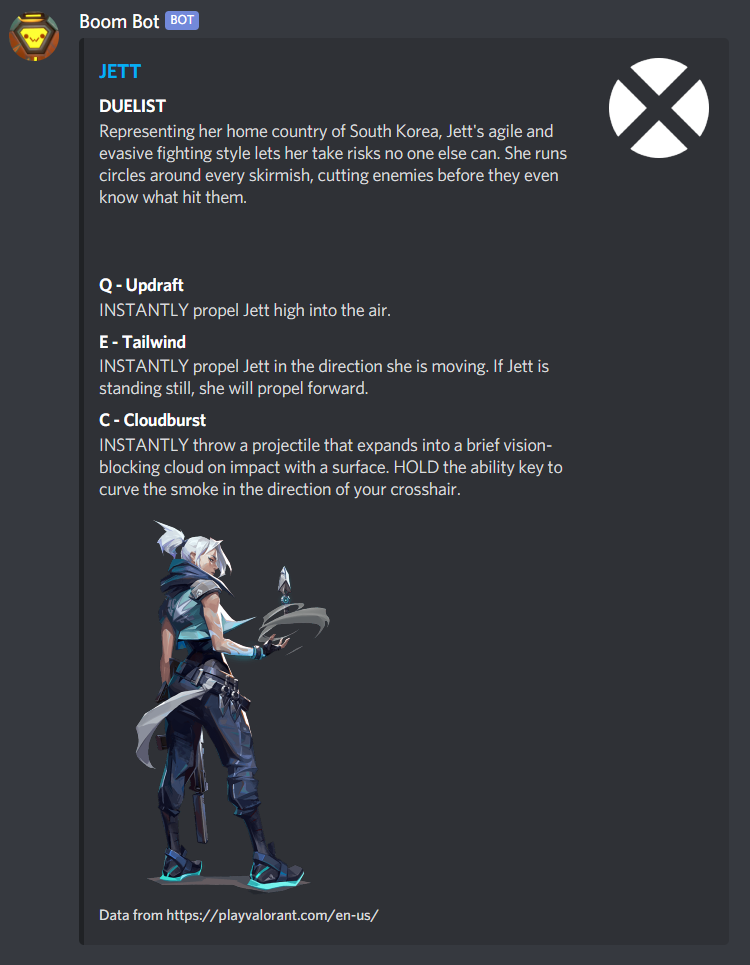 Boom Bot BOT
JETT
DUELIST
Representing her home country of South Korea, Jett's agile and
evasive fighting style lets her take risks no one else can. She runs
circles around every skirmish, cutting enemies before they even
know what hit them.
Q - Updraft
INSTANTLY propel Jett high into the air.
E - Tailwind
INSTANTLY propel Jett in the direction she is moving. If Jett is
standing still, she will propel forward.
C - Cloudburst
INSTANTLY throw a projectile that expands into a brief vision-
blocking cloud on impact with a surface. HOLD the ability key to
curve the smoke in the direction of your crosshair.
Data from https://playvalorant.com/en-us/